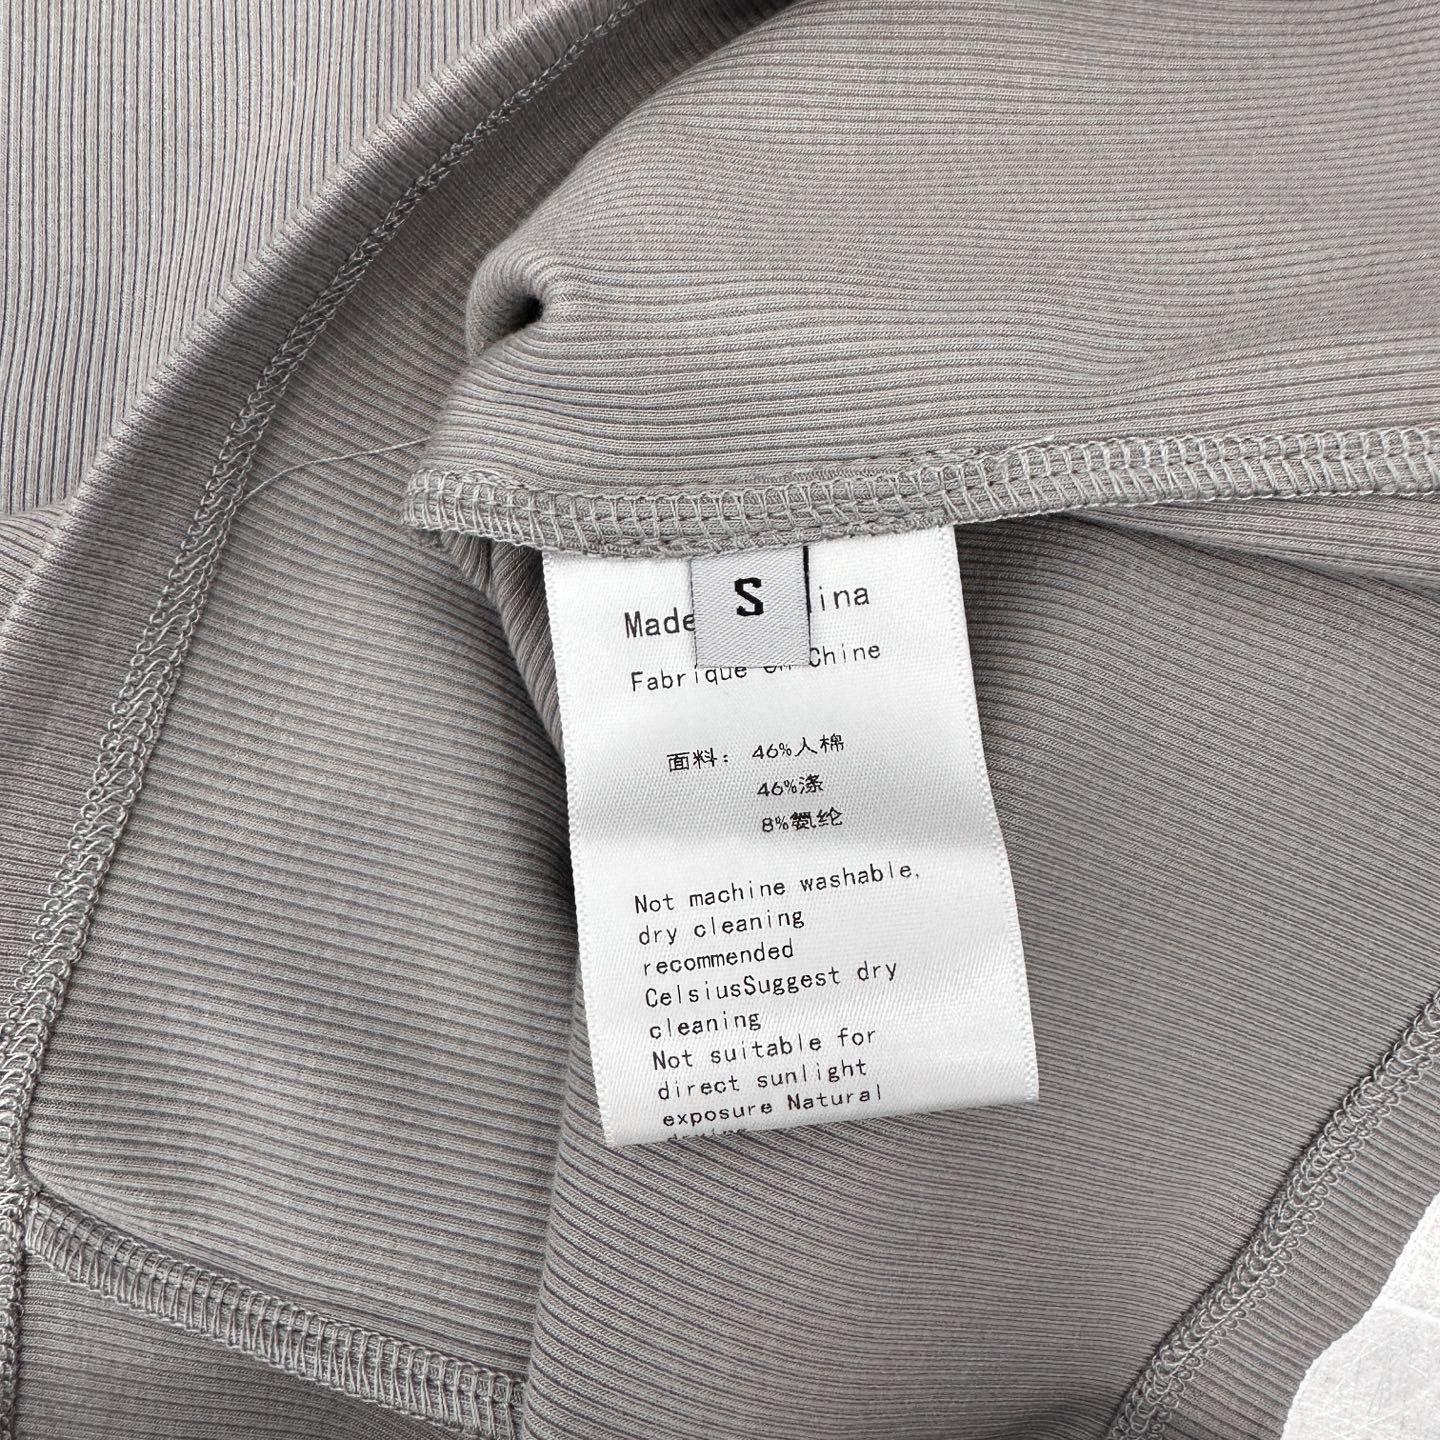 S
Made ina
Fabrique en Chine
面料: 46%人棉
46%涤
8%氨纶
Not machine washable,
dry cleaning
recommended
CelsiusSuggest dry
cleaning
Not suitable for
direct sunlight
exposure Natural